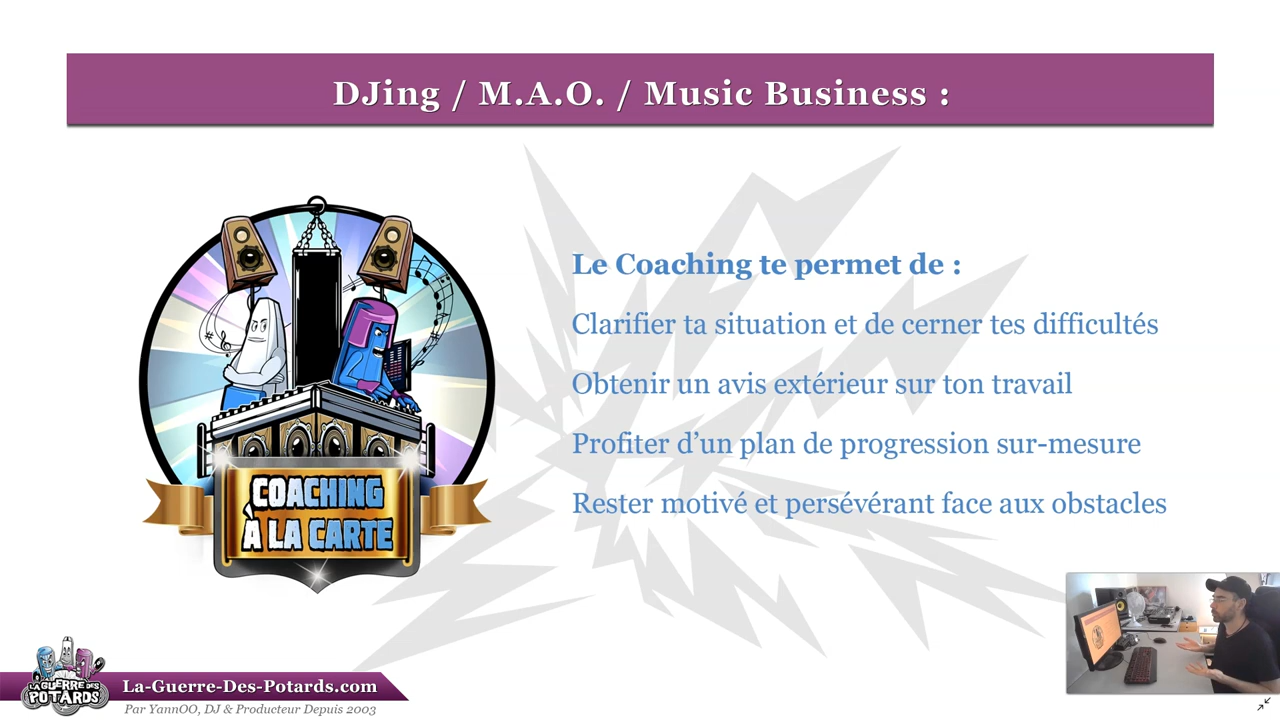 DJing / M.A.O. / Music Business :
Le Coaching te permet de :
Clarifier ta situation et de cerner tes difficultés
Obtenir un avis extérieur sur ton travail
Profiter d’un plan de progression sur-mesure
Rester motivé et persévérant face aux obstacles
COACHING
À LA CARTE
LA GUERRE DES
POTARDS
La-Guerre-Des-Potards.com
Par YannOO, DJ & Producteur Depuis 2003